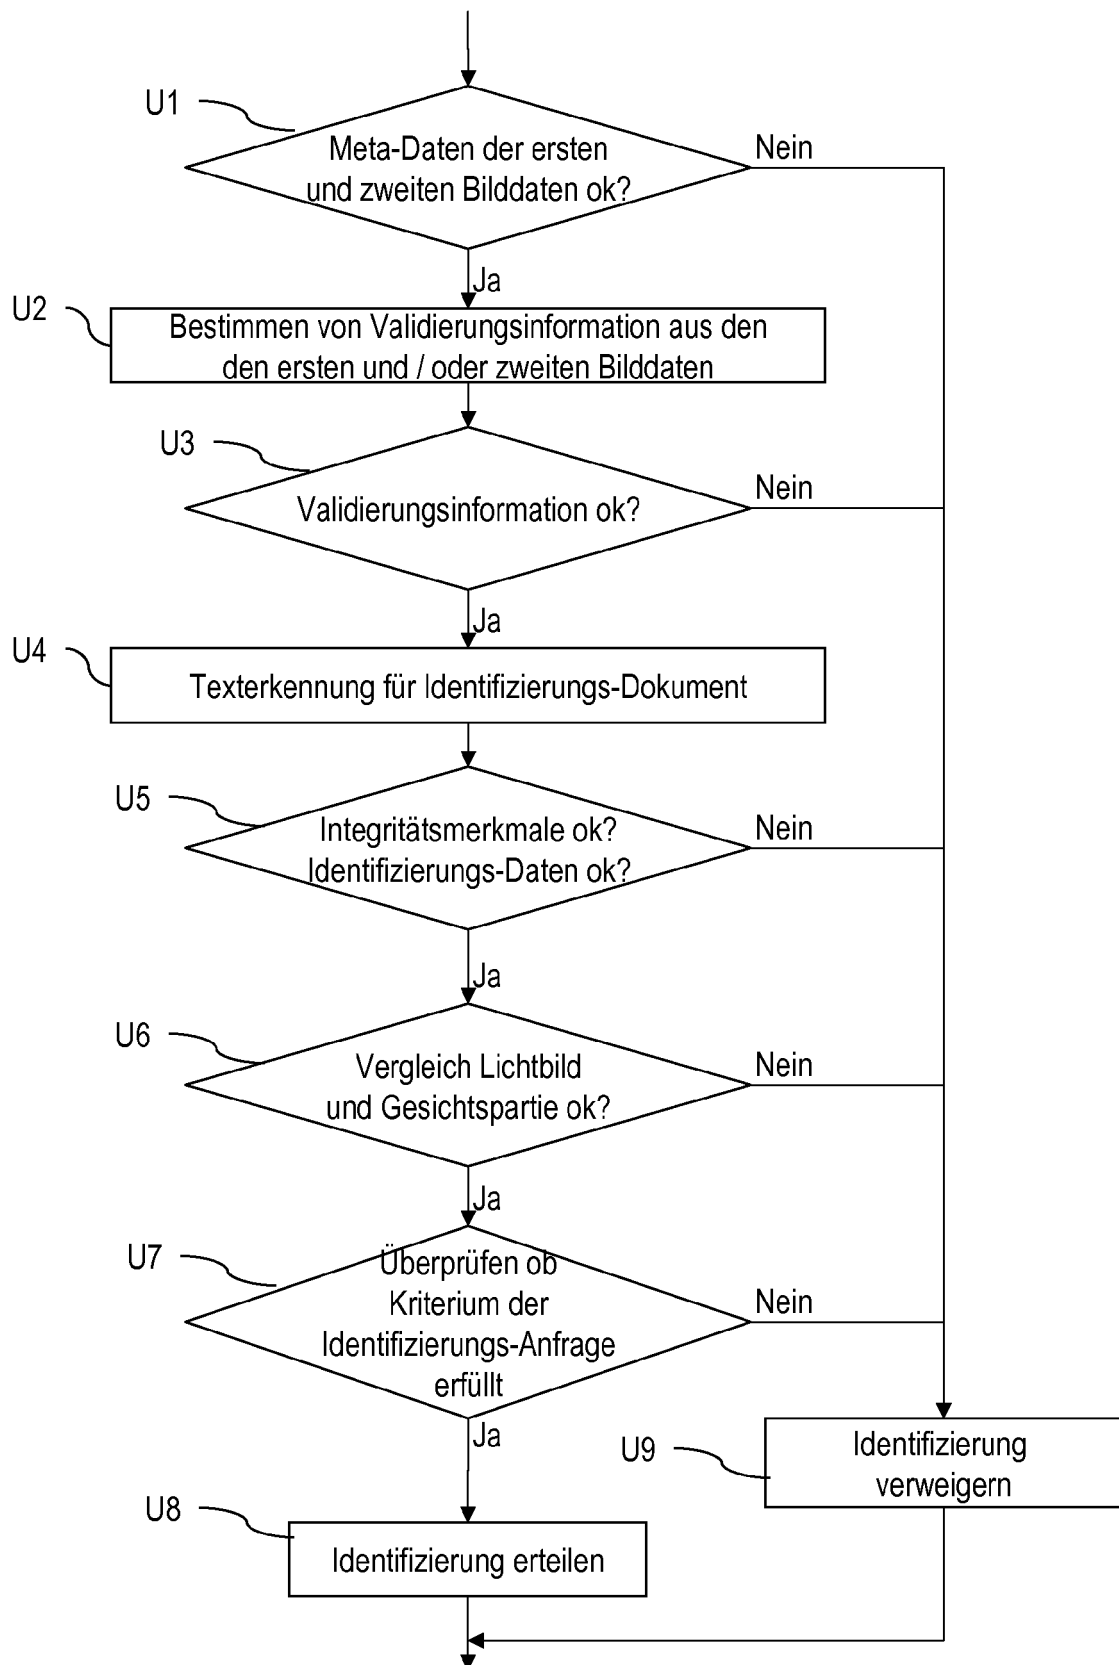 U1
Meta-Daten der ersten
und zweiten Bilddaten ok?
Nein
Ja
U2
Bestimmen von Validierungsinformation aus den
den ersten und / oder zweiten Bilddaten
U3
Validierungsinformation ok?
Nein
Ja
U4
Texterkennung für Identifizierungs-Dokument
U5
Integritätsmerkmale ok?
Identifizierungs-Daten ok?
Nein
Ja
U6
Vergleich Lichtbild
und Gesichtspartie ok?
Nein
Ja
U7
Überprüfen ob
Kriterium der
Identifizierungs-Anfrage
erfüllt
Nein
Ja
U9
Identifizierung
verweigern
U8
Identifizierung erteilen